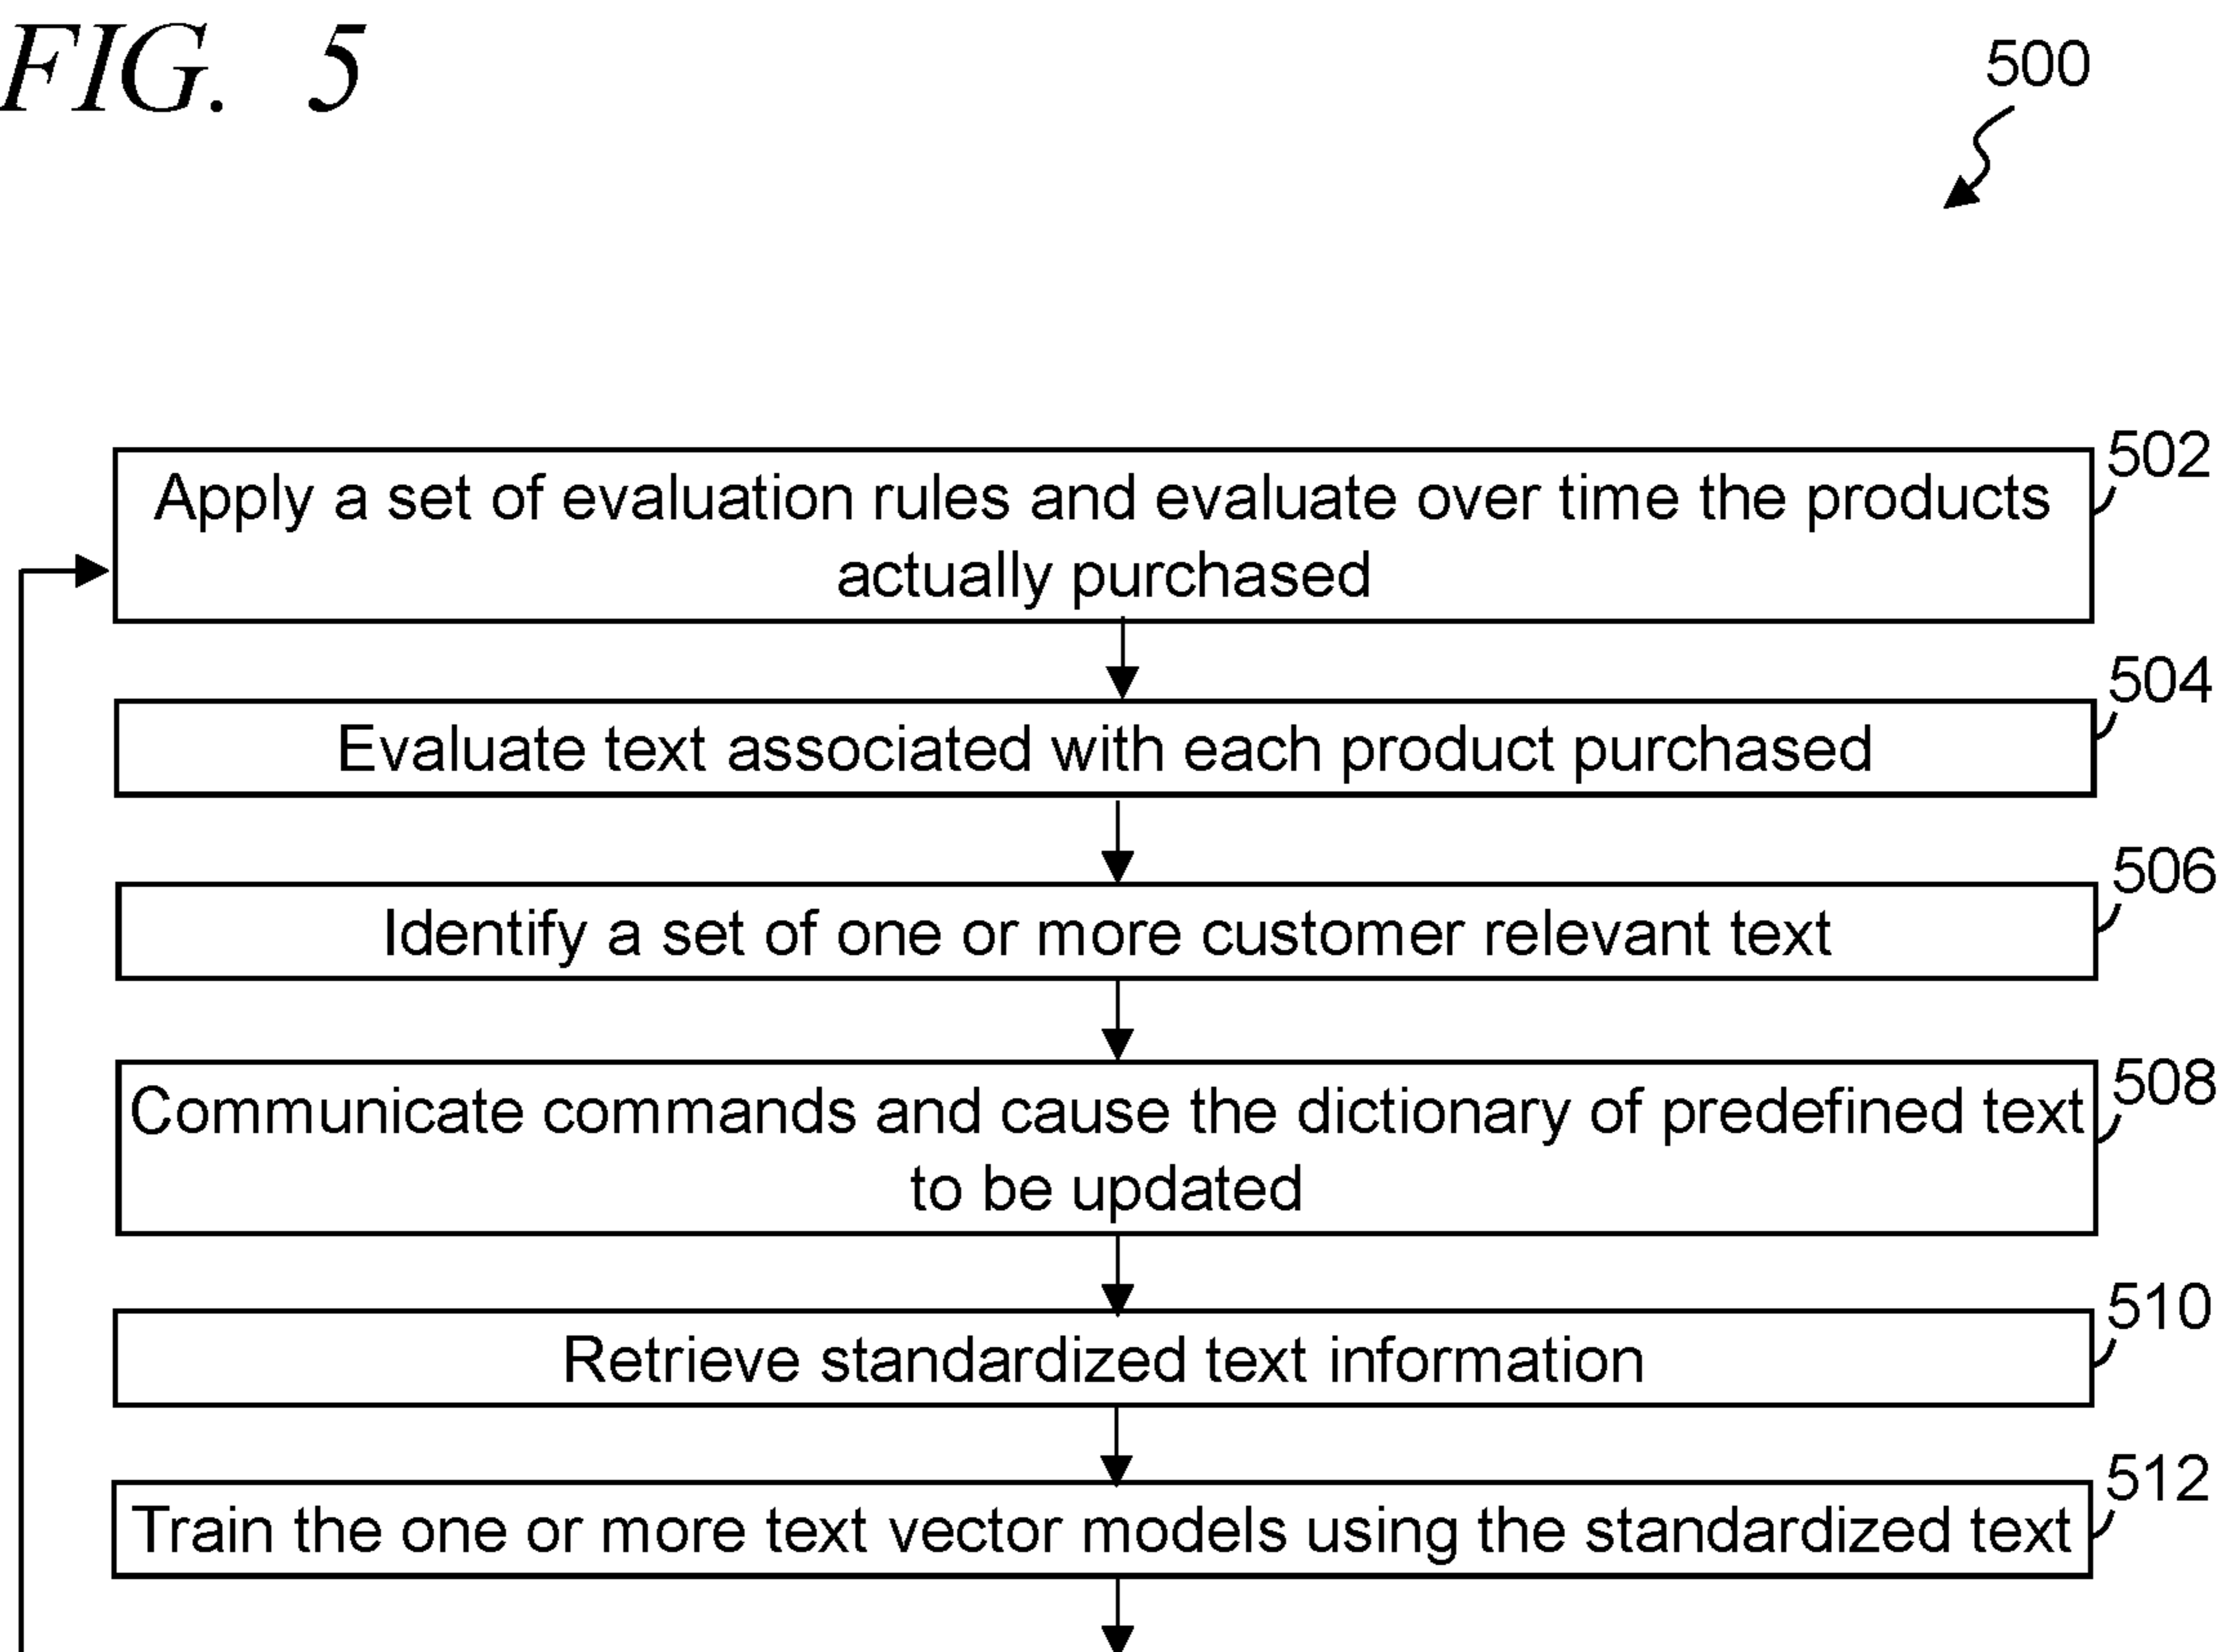 FIG. 5
500
502
Apply a set of evaluation rules and evaluate over time the products
actually purchased
504
Evaluate text associated with each product purchased
506
Identify a set of one or more customer relevant text
508
Communicate commands and cause the dictionary of predefined text
to be updated
510
Retrieve standardized text information
512
Train the one or more text vector models using the standardized text